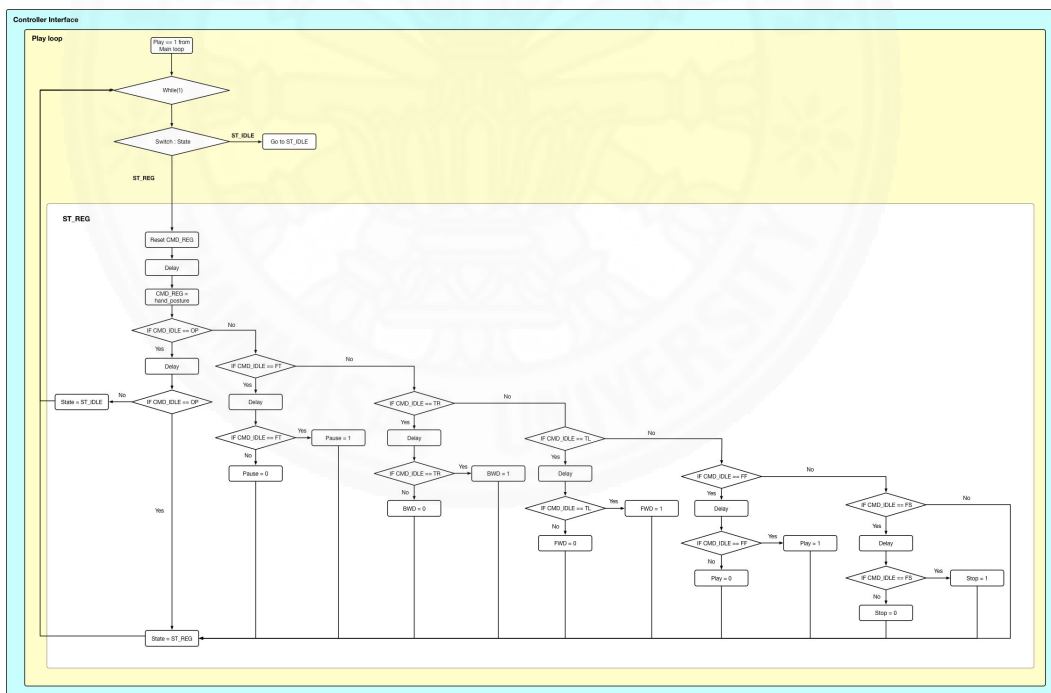 Controller Interface
Play loop
Play == 1 from
Main loop
While(1)
Switch : State
ST_IDLE
Go to ST_IDLE
ST_REG
ST_REG
Reset CMD_REG
Delay
CMD_REG =
hand_posture
IF CMD_IDLE == OP
No
Yes
Delay
IF CMD_IDLE == OP
No
State = ST_IDLE
Yes
IF CMD_IDLE == FT
No
Yes
Delay
IF CMD_IDLE == FT
Yes
Pause = 1
No
Pause = 0
IF CMD_IDLE == TR
No
Yes
Delay
IF CMD_IDLE == TR
Yes
BWD = 1
No
BWD = 0
IF CMD_IDLE == TL
No
Yes
Delay
IF CMD_IDLE == TL
Yes
FWD = 1
No
FWD = 0
IF CMD_IDLE == FF
No
Yes
Delay
IF CMD_IDLE == FF
Yes
Play = 1
No
Play = 0
IF CMD_IDLE == FS
No
Yes
Delay
IF CMD_IDLE == FS
Yes
Stop = 1
No
Stop = 0
State = ST_REG